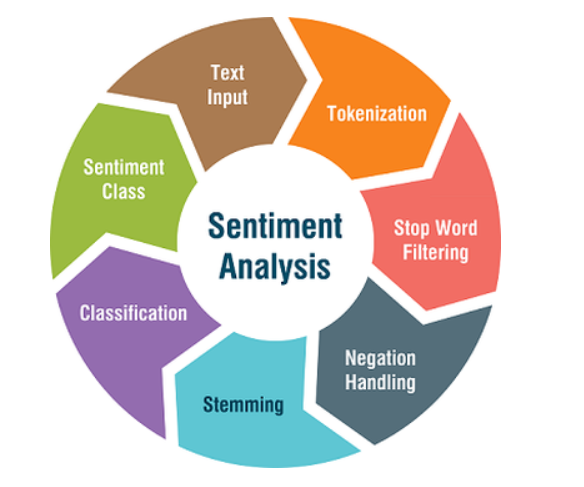 Text
Input
Tokenization
Stop Word
Filtering
Negation
Handling
Stemming
Classification
Sentiment
Class
Sentiment
Analysis